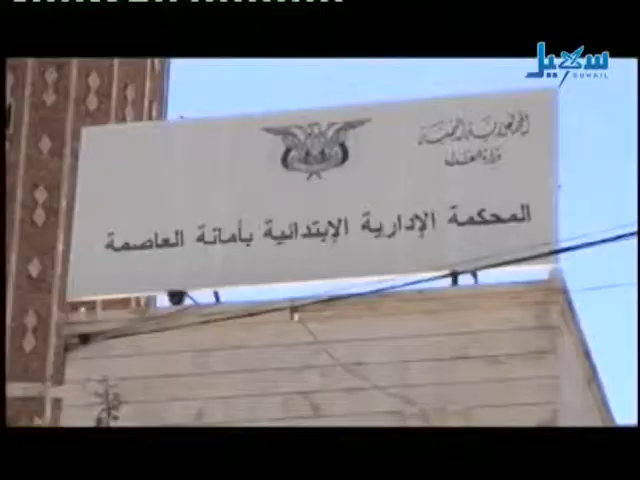 سهيل
SUHAIL
الجمهورية اليمنية
وزارة العدل
المحكمة الإدارية الإبتدائية بأمانة العاصمة